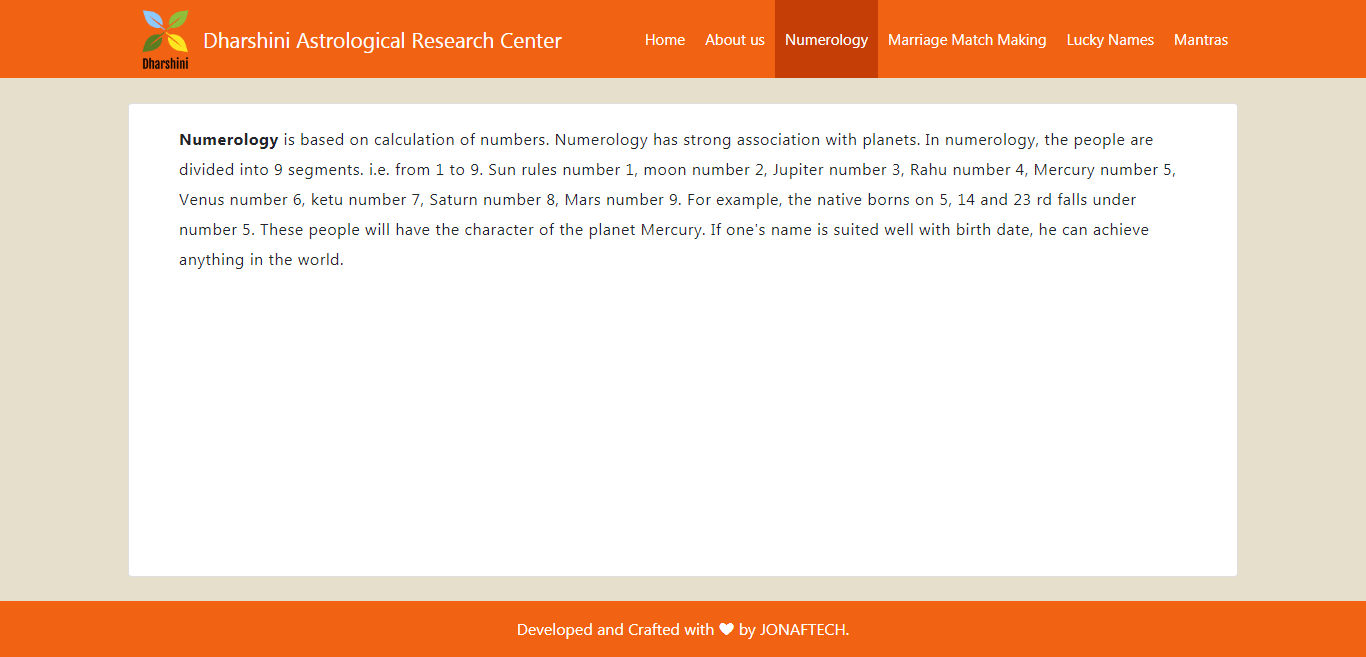 Dharshini
Dharshini Astrological Research Center
Home About us Numerology Marriage Match Making Lucky Names Mantras
Numerology is based on calculation of numbers. Numerology has strong association with planets. In numerology, the people are
divided into 9 segments. i.e. from 1 to 9. Sun rules number 1, moon number 2, Jupiter number 3, Rahu number 4, Mercury number 5,
Venus number 6, ketu number 7, Saturn number 8, Mars number 9. For example, the native borns on 5, 14 and 23 rd falls under
number 5. These people will have the character of the planet Mercury. If one's name is suited well with birth date, he can achieve
anything in the world.
Developed and Crafted with ❤ by JONAFTECH.